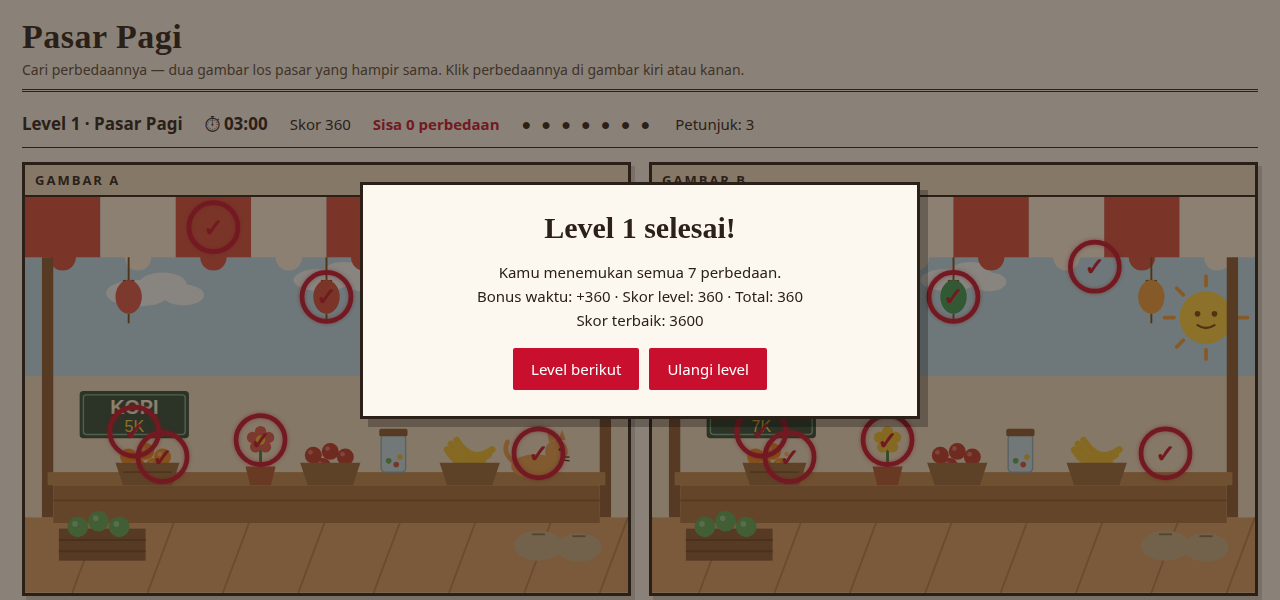 Pasar Pagi
Cari perbedaannya — dua gambar los pasar yang hampir sama. Klik perbedaannya di gambar kiri atau kanan.
Level 1 · Pasar Pagi ⏱ 03:00 Skor 360 Sisa 0 perbedaan ● ● ● ● ● ● ● Petunjuk: 3
GAMBAR A
GAMBAR B
Level 1 selesai!
Kamu menemukan semua 7 perbedaan.
Bonus waktu: +360 · Skor level: 360 · Total: 360
Skor terbaik: 3600
Level berikut
Ulangi level
KOPI
5K
7K